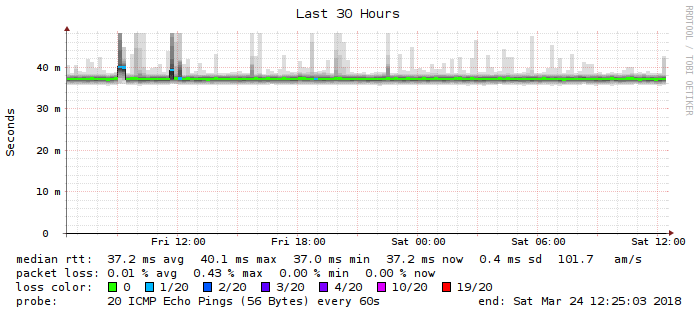 Last 30 Hours
RRDTOOL / TOBI OETIKER
Seconds
40 m
30 m
20 m
10 m
0
Fri 12:00 Fri 18:00 Sat 00:00 Sat 06:00 Sat 12:00
median rtt: 37.2 ms avg 40.1 ms max 37.0 ms min 37.2 ms now 0.4 ms sd 101.7 am/s
packet loss: 0.01 % avg 0.43 % max 0.00 % min 0.00 % now
loss color: 0 1/20 2/20 3/20 4/20 10/20 19/20
probe: 20 ICMP Echo Pings (56 Bytes) every 60s end: Sat Mar 24 12:25:03 2018